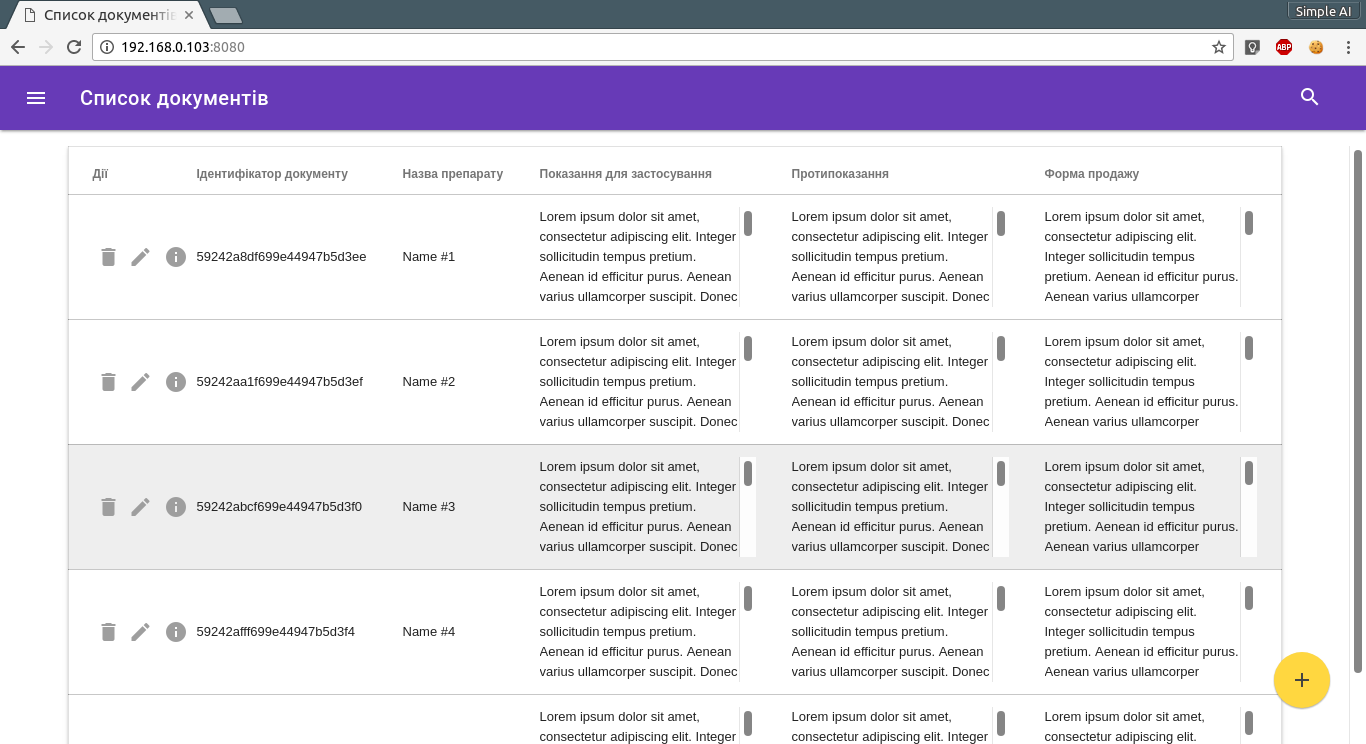 Список документів
Simple AI
192.168.0.103:8080
ABP
Список документів
Дії Ідентифікатор документу Назва препарату Показання для застосування Протипоказання Форма продажу
59242a8df699e44947b5d3ee
Name #1
Lorem ipsum dolor sit amet,
consectetur adipiscing elit. Integer
sollicitudin tempus pretium.
Aenean id efficitur purus. Aenean
varius ullamcorper suscipit. Donec
Lorem ipsum dolor sit amet,
consectetur adipiscing elit. Integer
sollicitudin tempus pretium.
Aenean id efficitur purus. Aenean
varius ullamcorper suscipit. Donec
Lorem ipsum dolor sit amet,
consectetur adipiscing elit.
Integer sollicitudin tempus
pretium. Aenean id efficitur purus.
Aenean varius ullamcorper
59242aa1f699e44947b5d3ef
Name #2
Lorem ipsum dolor sit amet,
consectetur adipiscing elit. Integer
sollicitudin tempus pretium.
Aenean id efficitur purus. Aenean
varius ullamcorper suscipit. Donec
Lorem ipsum dolor sit amet,
consectetur adipiscing elit. Integer
sollicitudin tempus pretium.
Aenean id efficitur purus. Aenean
varius ullamcorper suscipit. Donec
Lorem ipsum dolor sit amet,
consectetur adipiscing elit.
Integer sollicitudin tempus
pretium. Aenean id efficitur purus.
Aenean varius ullamcorper
59242abcf699e44947b5d3f0
Name #3
Lorem ipsum dolor sit amet,
consectetur adipiscing elit. Integer
sollicitudin tempus pretium.
Aenean id efficitur purus. Aenean
varius ullamcorper suscipit. Donec
Lorem ipsum dolor sit amet,
consectetur adipiscing elit. Integer
sollicitudin tempus pretium.
Aenean id efficitur purus. Aenean
varius ullamcorper suscipit. Donec
Lorem ipsum dolor sit amet,
consectetur adipiscing elit.
Integer sollicitudin tempus
pretium. Aenean id efficitur purus.
Aenean varius ullamcorper
59242afff699e44947b5d3f4
Name #4
Lorem ipsum dolor sit amet,
consectetur adipiscing elit. Integer
sollicitudin tempus pretium.
Aenean id efficitur purus. Aenean
varius ullamcorper suscipit. Donec
Lorem ipsum dolor sit amet,
consectetur adipiscing elit. Integer
sollicitudin tempus pretium.
Aenean id efficitur purus. Aenean
varius ullamcorper suscipit. Donec
Lorem ipsum dolor sit amet,
consectetur adipiscing elit.
Integer sollicitudin tempus
pretium. Aenean id efficitur purus.
Aenean varius ullamcorper
Lorem ipsum dolor sit amet,
consectetur adipiscing elit. Integer
Lorem ipsum dolor sit amet,
consectetur adipiscing elit. Integer
Lorem ipsum dolor sit amet,
consectetur adipiscing elit.